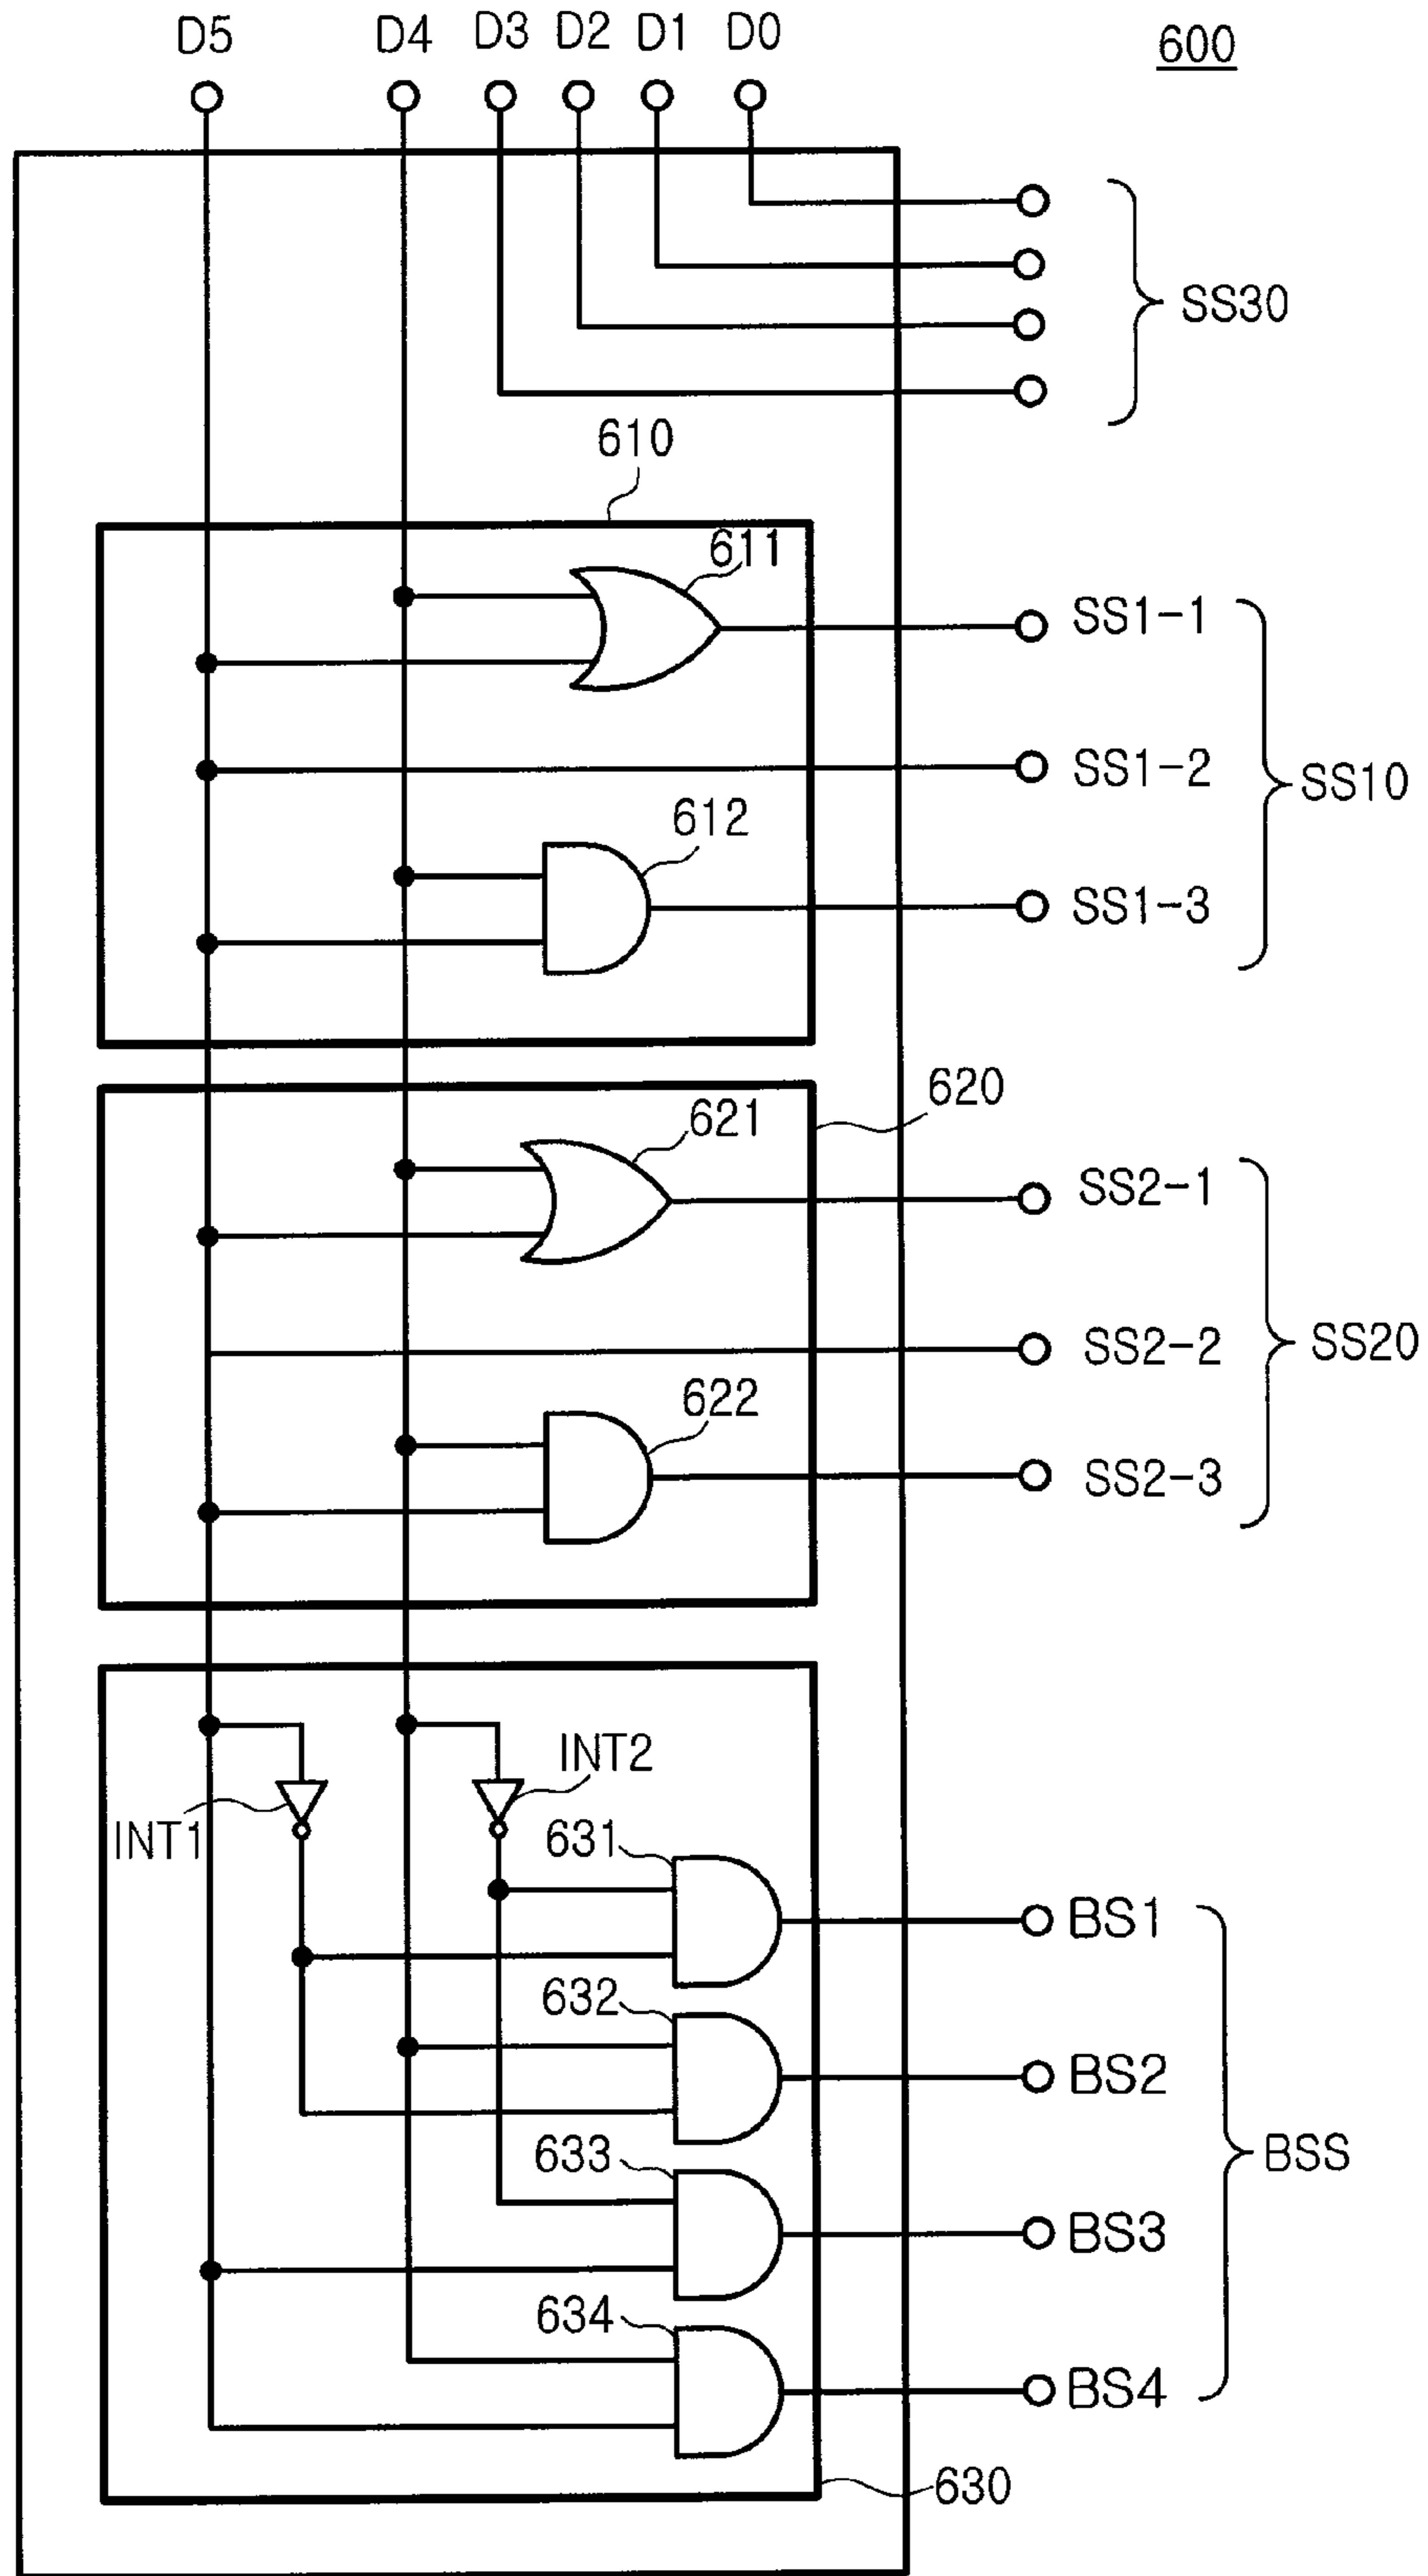 D5 D4 D3 D2 D1 D0
600
SS30
610
611
SS1-1
SS1-2
SS10
612
SS1-3
620
621
SS2-1
SS2-2
SS20
622
SS2-3
INT2
INT1
631
BS1
632
BS2
633
BSS
BS3
634
BS4
630